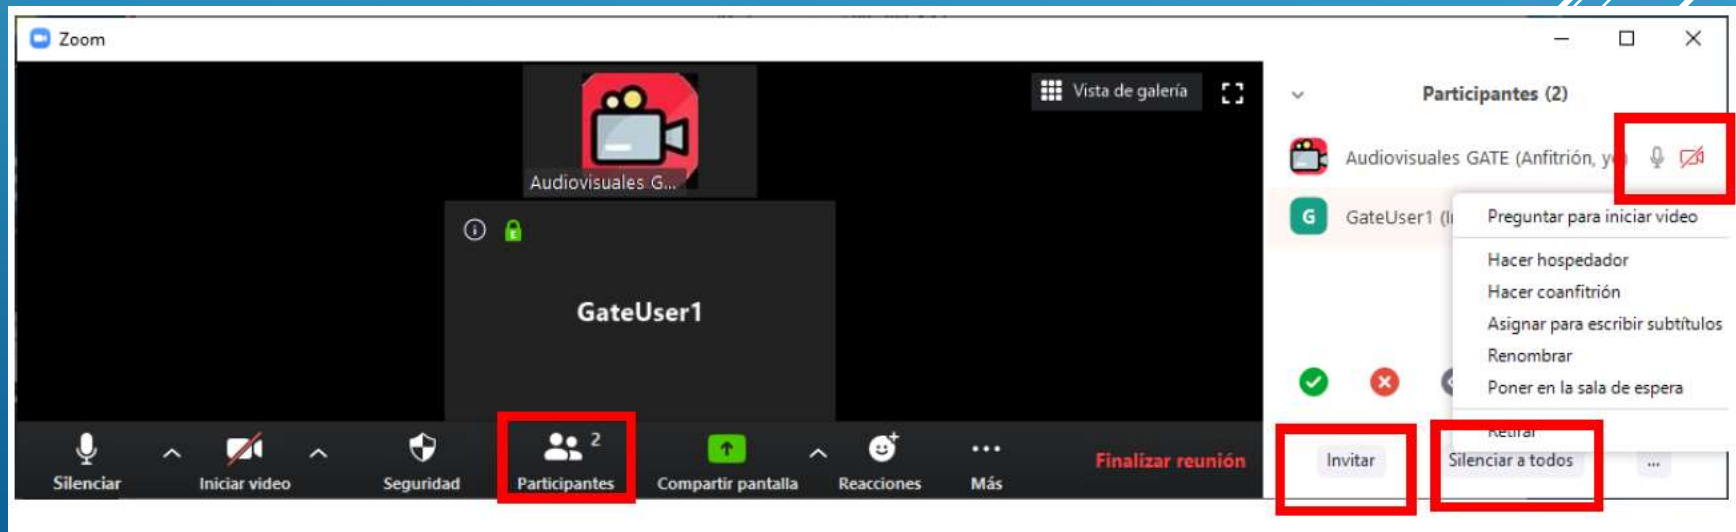 Zoom
Vista de galería
Audiovisuales G...
GateUser1
Silenciar
Iniciar video
Seguridad
2
Participantes
Compartir pantalla
Reacciones
Más
Finalizar reunión
Participantes (2)
Audiovisuales GATE (Anfitrión,
G
GateUser1
Preguntar para iniciar video
Hacer hospedador
Hacer coanfitrión
Asignar para escribir subtítulos
Renombrar
Poner en la sala de espera
Retirar
Invitar
Silenciar a todos
...